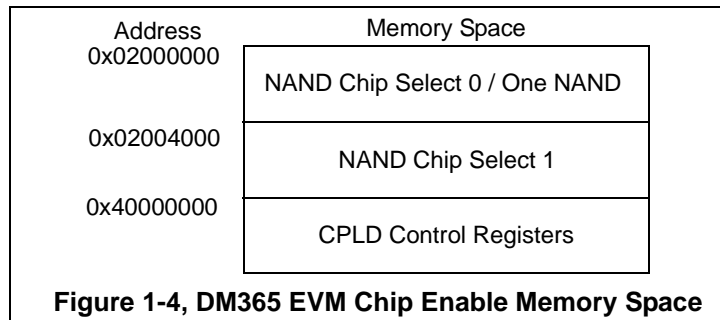 Address Memory Space
0x02000000
NAND Chip Select 0 / One NAND
0x02004000
NAND Chip Select 1
0x40000000
CPLD Control Registers
Figure 1-4, DM365 EVM Chip Enable Memory Space